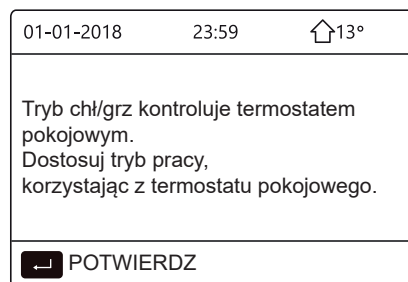 01-01-2018 23:59 13°
Tryb chł/grz kontroluje termostatem
pokojowym.
Dostosuj tryb pracy,
korzystając z termostatu pokojowego.
POTWIERDZ